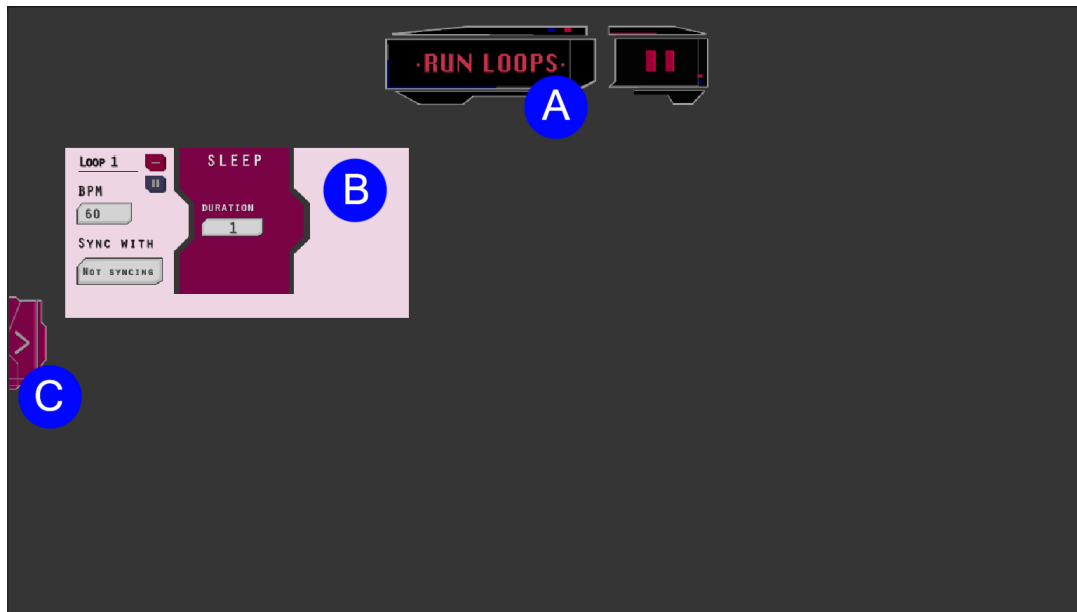 ·RUN LOOPS·
A
Loop 1
SLEEP
B
BPM
60
DURATION
1
SYNC WITH
NOT SYNCING
C